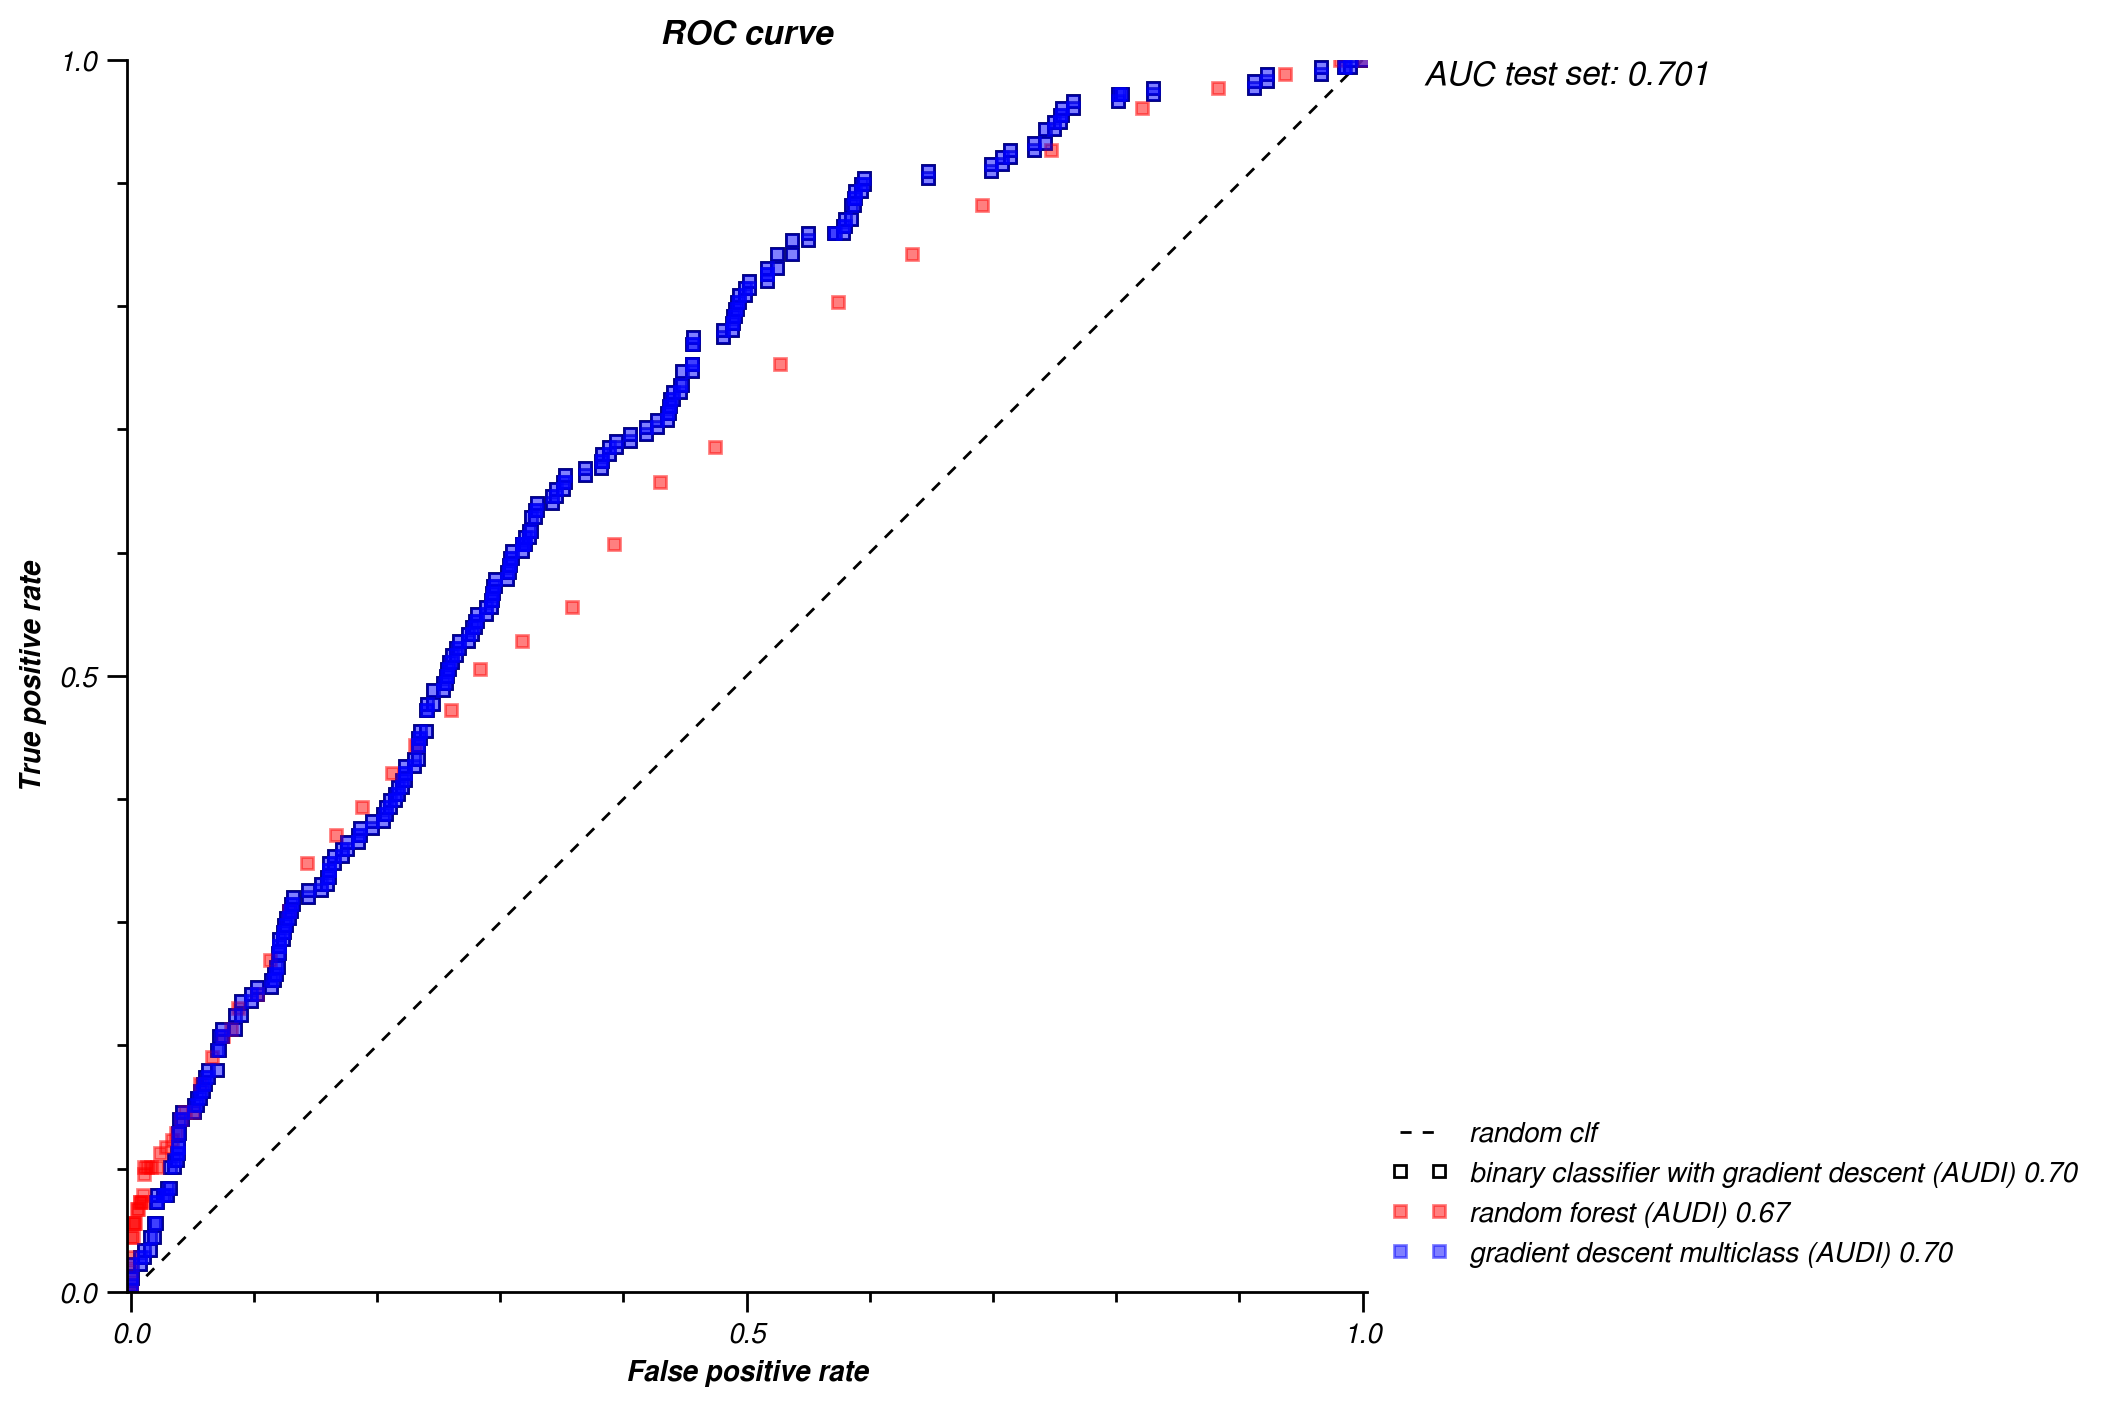 ROC curve
AUC test set: 0.701
1.0
0.5
0.0
True positive rate
0.0
0.5
1.0
False positive rate
random clf
binary classifier with gradient descent (AUDI) 0.70
random forest (AUDI) 0.67
gradient descent multiclass (AUDI) 0.70